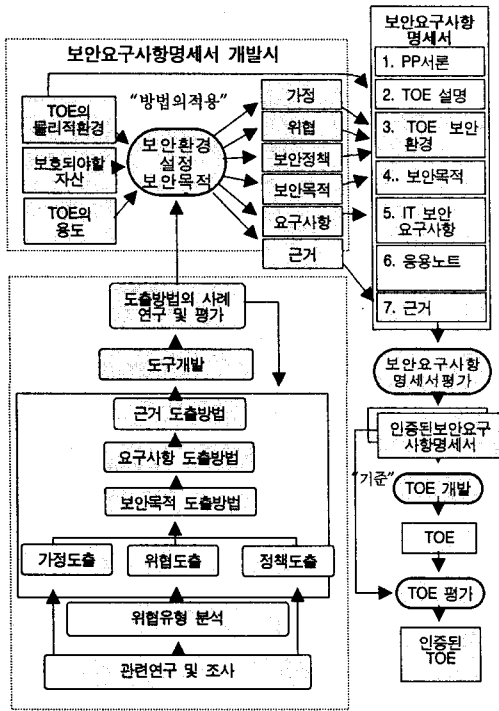 보안요구사항명세서 개발시
"방법의적용"
TOE의
물리적환경
보호되야할
자산
TOE의
용도
보안환경
설정
보안목적
가정
위협
보안정책
보안목적
요구사항
근거
보안요구사항
명세서
1. PP서론
2. TOE 설명
3. TOE 보안
환경
4.. 보안목적
5. IT 보안
요구사항
6. 응용노트
7. 근거
도출방법의 사례
연구 및 평가
도구개발
근거 도출방법
요구사항 도출방법
보안목적 도출방법
가정도출
위협도출
정책도출
위협유형 분석
관련연구 및 조사
보안요구사항
명세서평가
인증된보안요구
사항명세서
"기준"
TOE 개발
TOE
TOE 평가
인증된
TOE